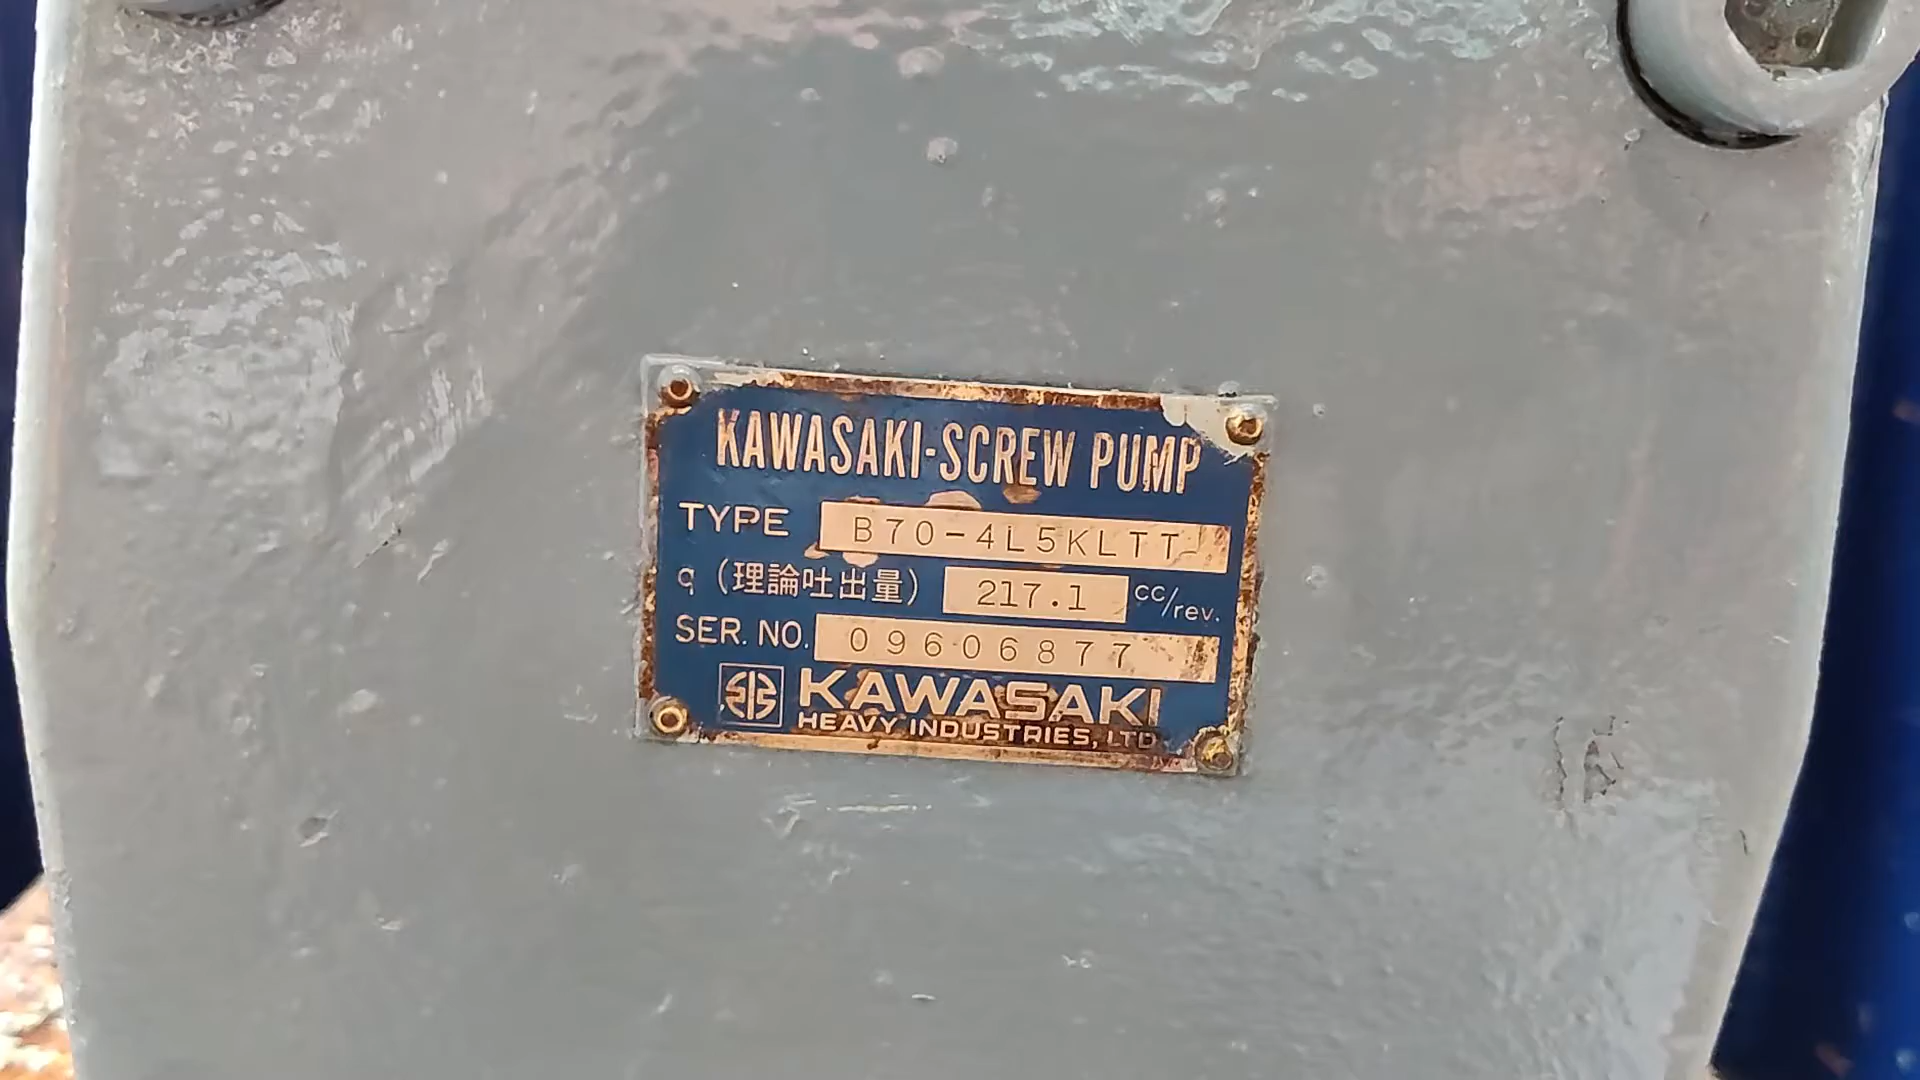 KAWASAKI-SCREW PUMP
TYPE B70-4L5KLTT
q (理論吐出量) 217.1 cc/rev.
SER. NO. 09606877
KAWASAKI
HEAVY INDUSTRIES, LTD